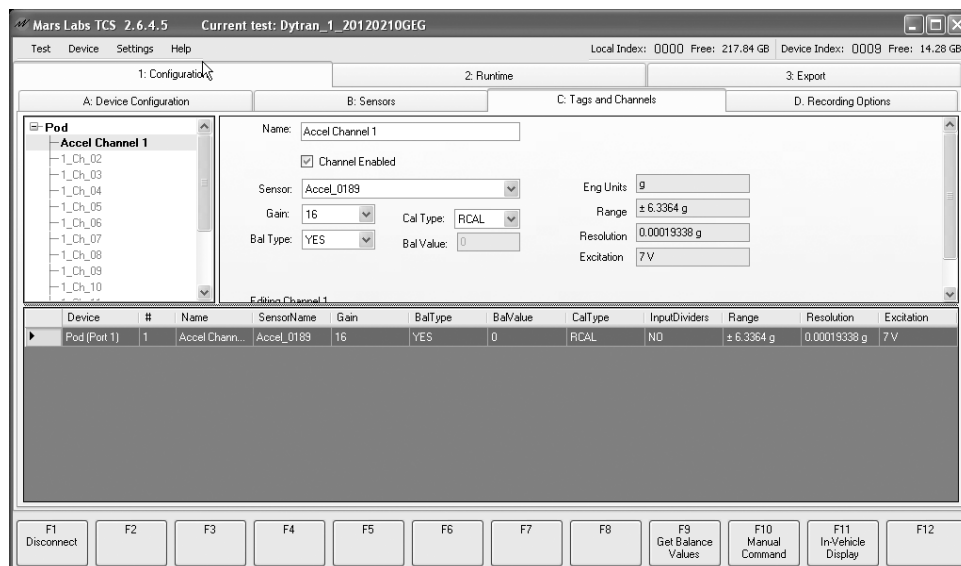 Mars Labs TCS 2.6.4.5 Current test: Dytran_1_20120210GEG
Test Device Settings Help Local Index: 0000 Free: 217.84 GB Device Index: 0009 Free: 14.28 GB
1: Configuration 2: Runtime 3: Export
A: Device Configuration B: Sensors C: Tags and Channels D. Recording Options
Pod
Accel Channel 1
1_Ch_02
1_Ch_03
1_Ch_04
1_Ch_05
1_Ch_06
1_Ch_07
1_Ch_08
1_Ch_09
1_Ch_10
Name: Accel Channel 1
Channel Enabled
Sensor: Accel_0189
Gain: 16 Cal Type: RCAL
Bal Type: YES Bal Value: 0
Eng Units g
Range ± 6.3364 g
Resolution 0.00019338 g
Excitation 7 V
Editing Channel 1
Device # Name SensorName Gain BalType BalValue CalType InputDividers Range Resolution Excitation
Pod (Port 1) 1 Accel Chann... Accel_0189 16 YES 0 RCAL NO ± 6.3364 g 0.00019338 g 7 V
F1 Disconnect
F2
F3
F4
F5
F6
F7
F8
F9 Get Balance Values
F10 Manual Command
F11 In-Vehicle Display
F12